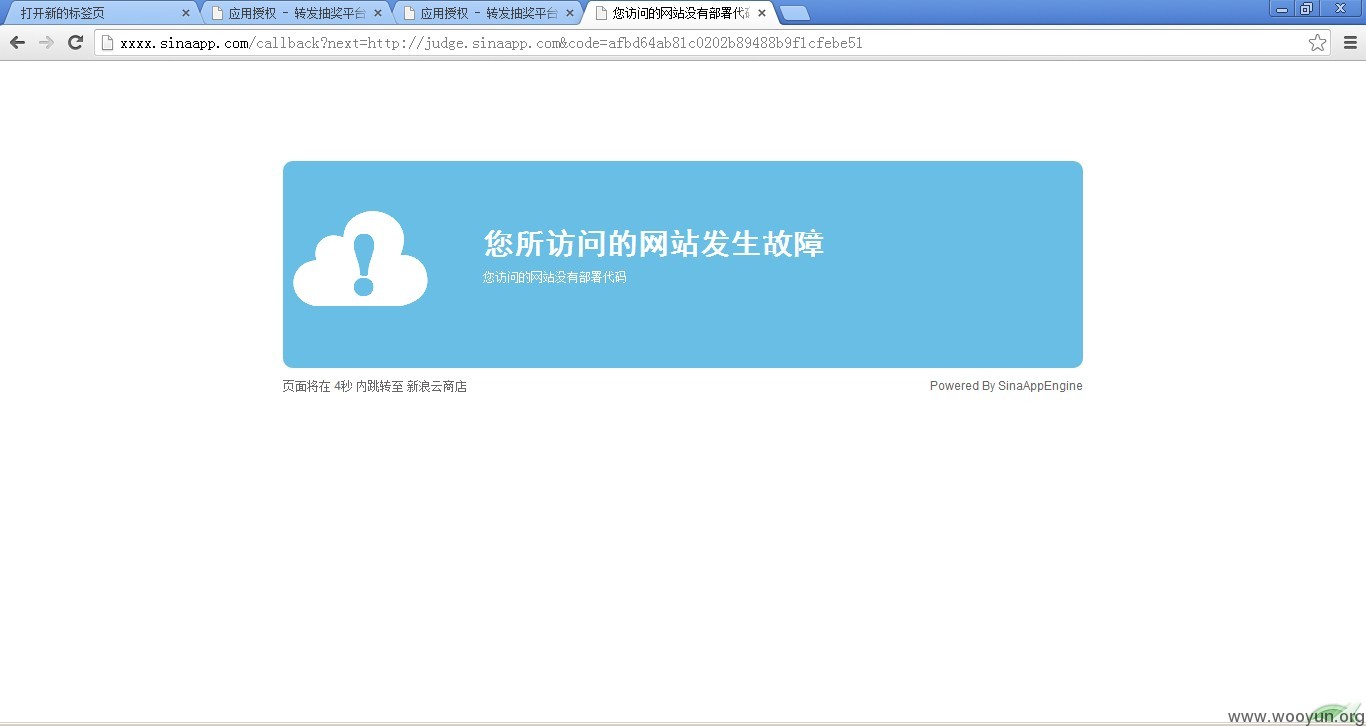 打开新的标签页
应用授权 - 转发抽奖平台
应用授权 - 转发抽奖平台
您访问的网站没有部署代
xxxx.sinaapp.com/callback?next=http://judge.sinaapp.com&code=afbd64ab81c0202b89488b9f1cfebe51
您所访问的网站发生故障
您访问的网站没有部署代码
页面将在 4秒 内跳转至 新浪云商店
Powered By SinaAppEngine
www.wooyun.org